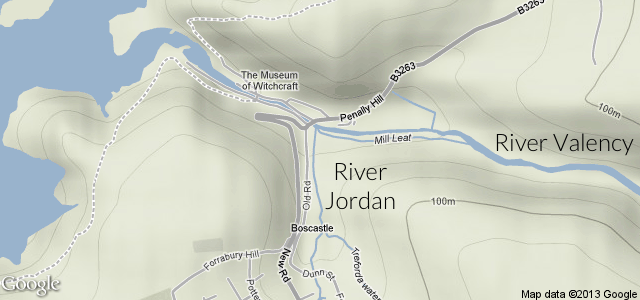 B3263
B3263
The Museum
of Witchcraft
100m
Penally Hill
Mill Leat
River Valency
River
Jordan
Old Rd
100m
Boscastle
Forrabury Hill
New Rd
Dunn St
Google
Map data ©2013 Google